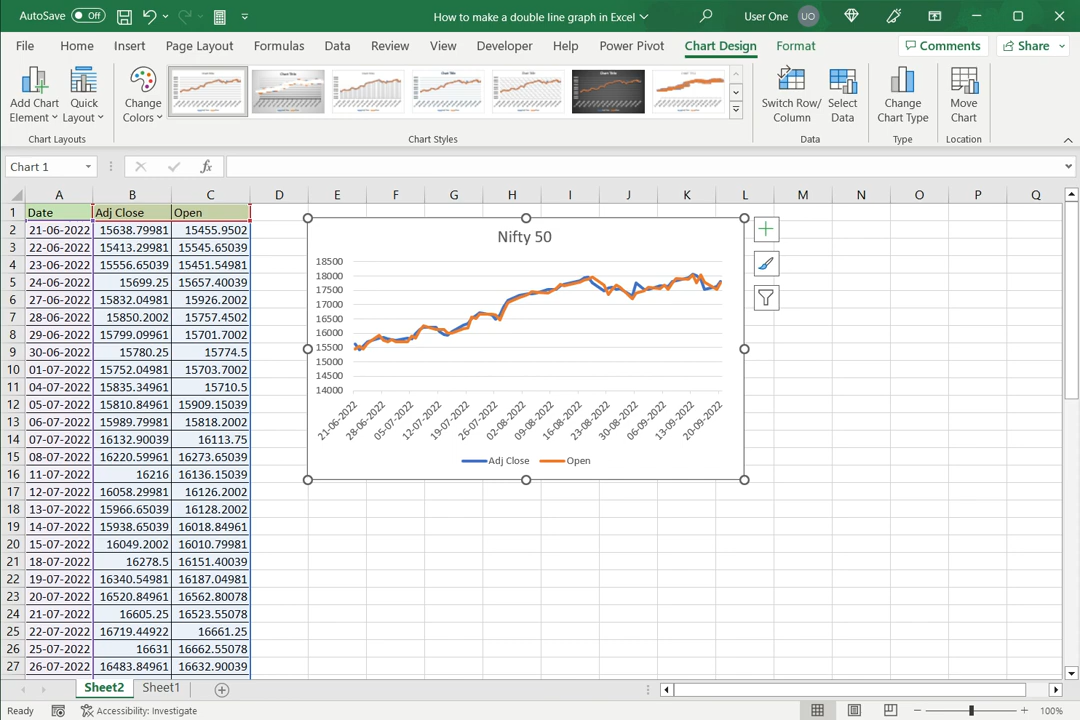 AutoSave Off How to make a double line graph in Excel User One UO
File Home Insert Page Layout Formulas Data Review View Developer Help Power Pivot Chart Design Format Comments Share
Add Chart Element Quick Layout Change Colors Switch Row/ Column Select Data Change Chart Type Move Chart
Chart Layouts Chart Styles Data Type Location
Chart 1 fx
A B C D E F G H I J K L M N O P Q
1 Date Adj Close Open
2 21-06-2022 15638.79981 15455.9502
3 22-06-2022 15413.29981 15545.65039
4 23-06-2022 15556.65039 15451.54981
5 24-06-2022 15699.25 15657.40039
6 27-06-2022 15832.04981 15926.2002
7 28-06-2022 15850.2002 15757.4502
8 29-06-2022 15799.09961 15701.7002
9 30-06-2022 15780.25 15774.5
10 01-07-2022 15752.04981 15703.7002
11 04-07-2022 15835.34961 15710.5
12 05-07-2022 15810.84961 15909.15039
13 06-07-2022 15989.79981 15818.2002
14 07-07-2022 16132.90039 16113.75
15 08-07-2022 16220.59961 16273.65039
16 11-07-2022 16216 16136.15039
17 12-07-2022 16058.29981 16126.2002
18 13-07-2022 15966.65039 16128.2002
19 14-07-2022 15938.65039 16018.84961
20 15-07-2022 16049.2002 16010.79981
21 18-07-2022 16278.5 16151.40039
22 19-07-2022 16340.54981 16187.04981
23 20-07-2022 16520.84961 16562.80078
24 21-07-2022 16605.25 16523.55078
25 22-07-2022 16719.44922 16661.25
26 25-07-2022 16631 16662.55078
27 26-07-2022 16483.84961 16632.90039
Nifty 50
18500
18000
17500
17000
16500
16000
15500
15000
14500
14000
21-06-2022 28-06-2022 05-07-2022 12-07-2022 19-07-2022 26-07-2022 02-08-2022 09-08-2022 16-08-2022 23-08-2022 30-08-2022 06-09-2022 13-09-2022 20-09-2022
Adj Close Open
Sheet2 Sheet1
Ready Accessibility: Investigate 100%